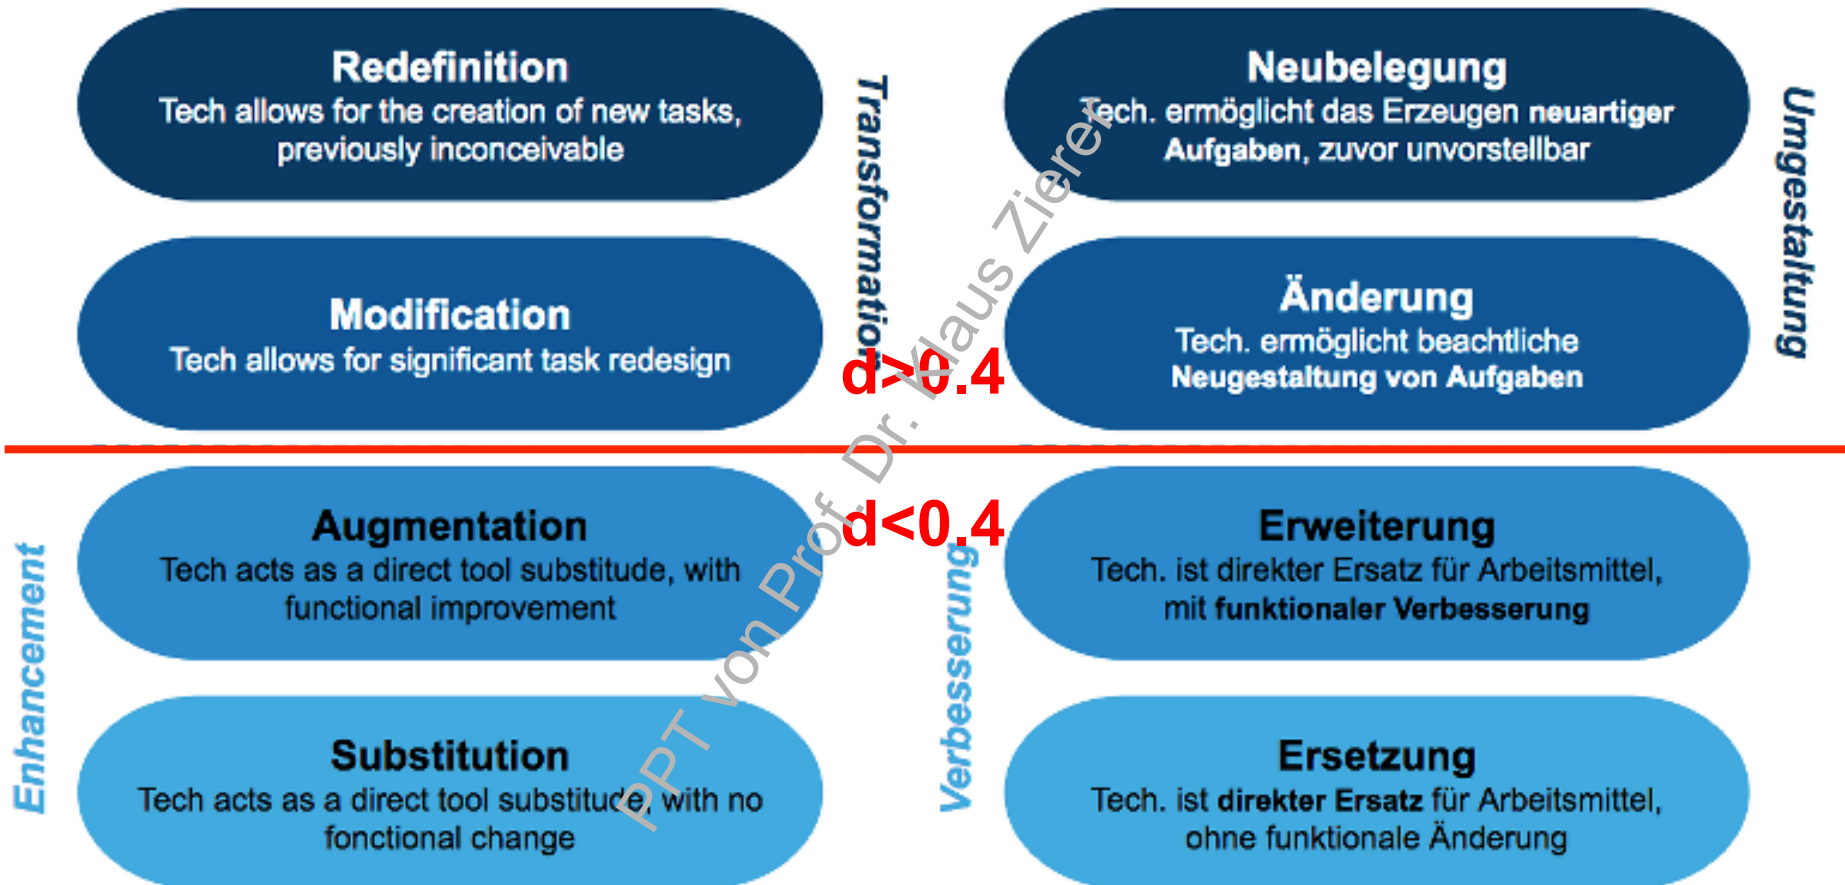 Redefinition
Tech allows for the creation of new tasks,
previously inconceivable
Modification
Tech allows for significant task redesign
Transformation
Neubelegung
Tech. ermöglicht das Erzeugen neuartiger
Aufgaben, zuvor unvorstellbar
Änderung
Tech. ermöglicht beachtliche
Neugestaltung von Aufgaben
Umgestaltung
d>0.4
d<0.4
Enhancement
Augmentation
Tech acts as a direct tool substitude, with
functional improvement
Substitution
Tech acts as a direct tool substitude, with no
fonctional change
Verbesserung
Erweiterung
Tech. ist direkter Ersatz für Arbeitsmittel,
mit funktionaler Verbesserung
Ersetzung
Tech. ist direkter Ersatz für Arbeitsmittel,
ohne funktionale Änderung
PPT von Prof. Dr. Klaus Zierer